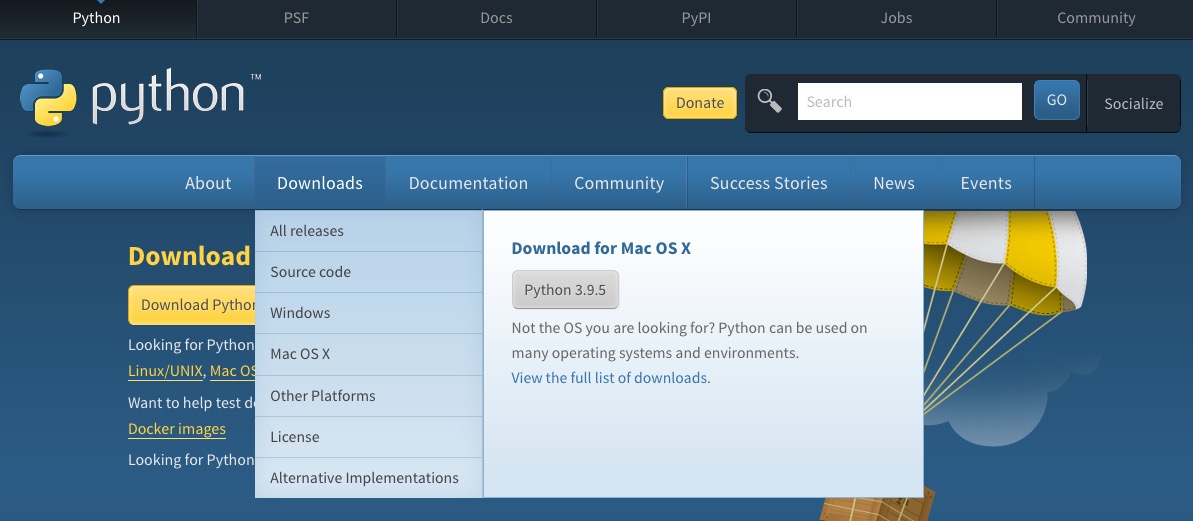 Python
PSF
Docs
PyPI
Jobs
Community
python™
Donate
Search
GO
Socialize
About
Downloads
Documentation
Community
Success Stories
News
Events
All releases
Source code
Windows
Mac OS X
Other Platforms
License
Alternative Implementations
Download for Mac OS X
Python 3.9.5
Not the OS you are looking for? Python can be used on
many operating systems and environments.
View the full list of downloads.
Download
Download Python
Looking for Python
Linux/UNIX, Mac OS
Want to help test
Docker images
Looking for Python